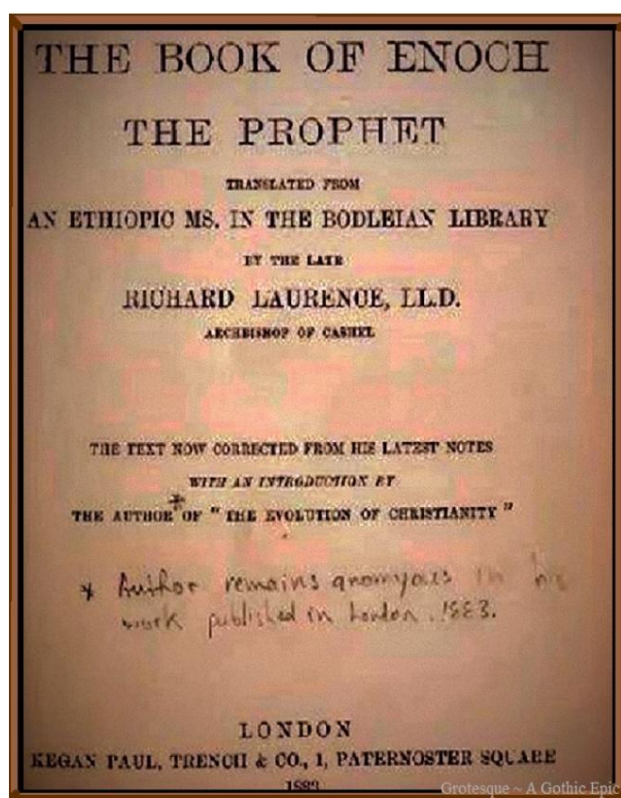 THE BOOK OF ENOCH
THE PROPHET
TRANSLATED FROM
AN ETHIOPIC MS. IN THE BODLEIAN LIBRARY
BY THE LATE
RICHARD LAURENCE, LL.D.
ARCHBISHOP OF CASHEL
THE TEXT NOW CORRECTED FROM HIS LATEST NOTES
WITH AN INTRODUCTION BY
THE AUTHOR * OF "THE EVOLUTION OF CHRISTIANITY"
* Author remains anomyous in his
work published in London, 1883.
LONDON
KEGAN PAUL, TRENCH & CO., 1, PATERNOSTER SQUARE
Grotesque ~ A Gothic Epic